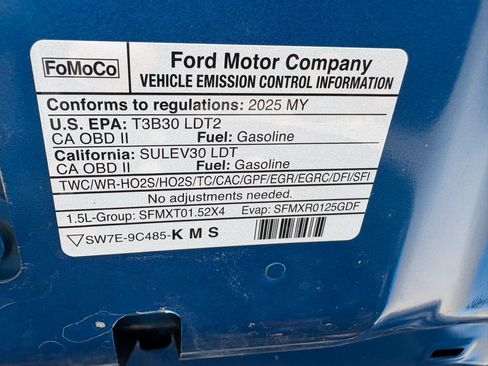 FoMoCo
Ford Motor Company
VEHICLE EMISSION CONTROL INFORMATION
Conforms to regulations: 2025 MY
U.S. EPA: T3B30 LDT2
CA OBD II Fuel: Gasoline
California: SULEV30 LDT
CA OBD II Fuel: Gasoline
TWC/WR-HO2S/HO2S/TC/CAC/GPF/EGR/EGRC/DFI/SFI
No adjustments needed.
1.5L-Group: SFMXT01.52X4 Evap: SFMXR0125GDF
SW7E-9C485-KMS